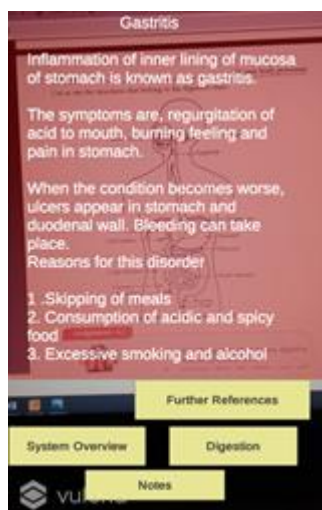 Gastritis
Inflammation of inner lining of mucosa
of stomach is known as gastritis.
The symptoms are, regurgitation of
acid to mouth, burning feeling and
pain in stomach.
When the condition becomes worse,
ulcers appear in stomach and
duodenal wall. Bleeding can take
place.
Reasons for this disorder
1 .Skipping of meals
2. Consumption of acidic and spicy
food
3. Excessive smoking and alcohol
Further References
System Overview
Digestion
Notes